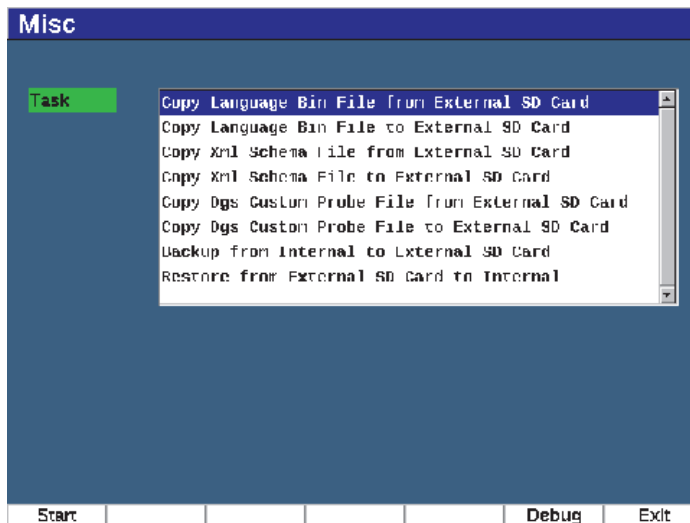 Misc
Task
Copy Language Bin File from External SD Card
Copy Language Bin File to External SD Card
Copy Xml Schema File from External SD Card
Copy Xml Schema File to External SD Card
Copy Dgs Custom Probe File from External SD Card
Copy Dgs Custom Probe File to External SD Card
Backup from Internal to External SD Card
Restore from External SD Card to Internal
Start Debug Exit